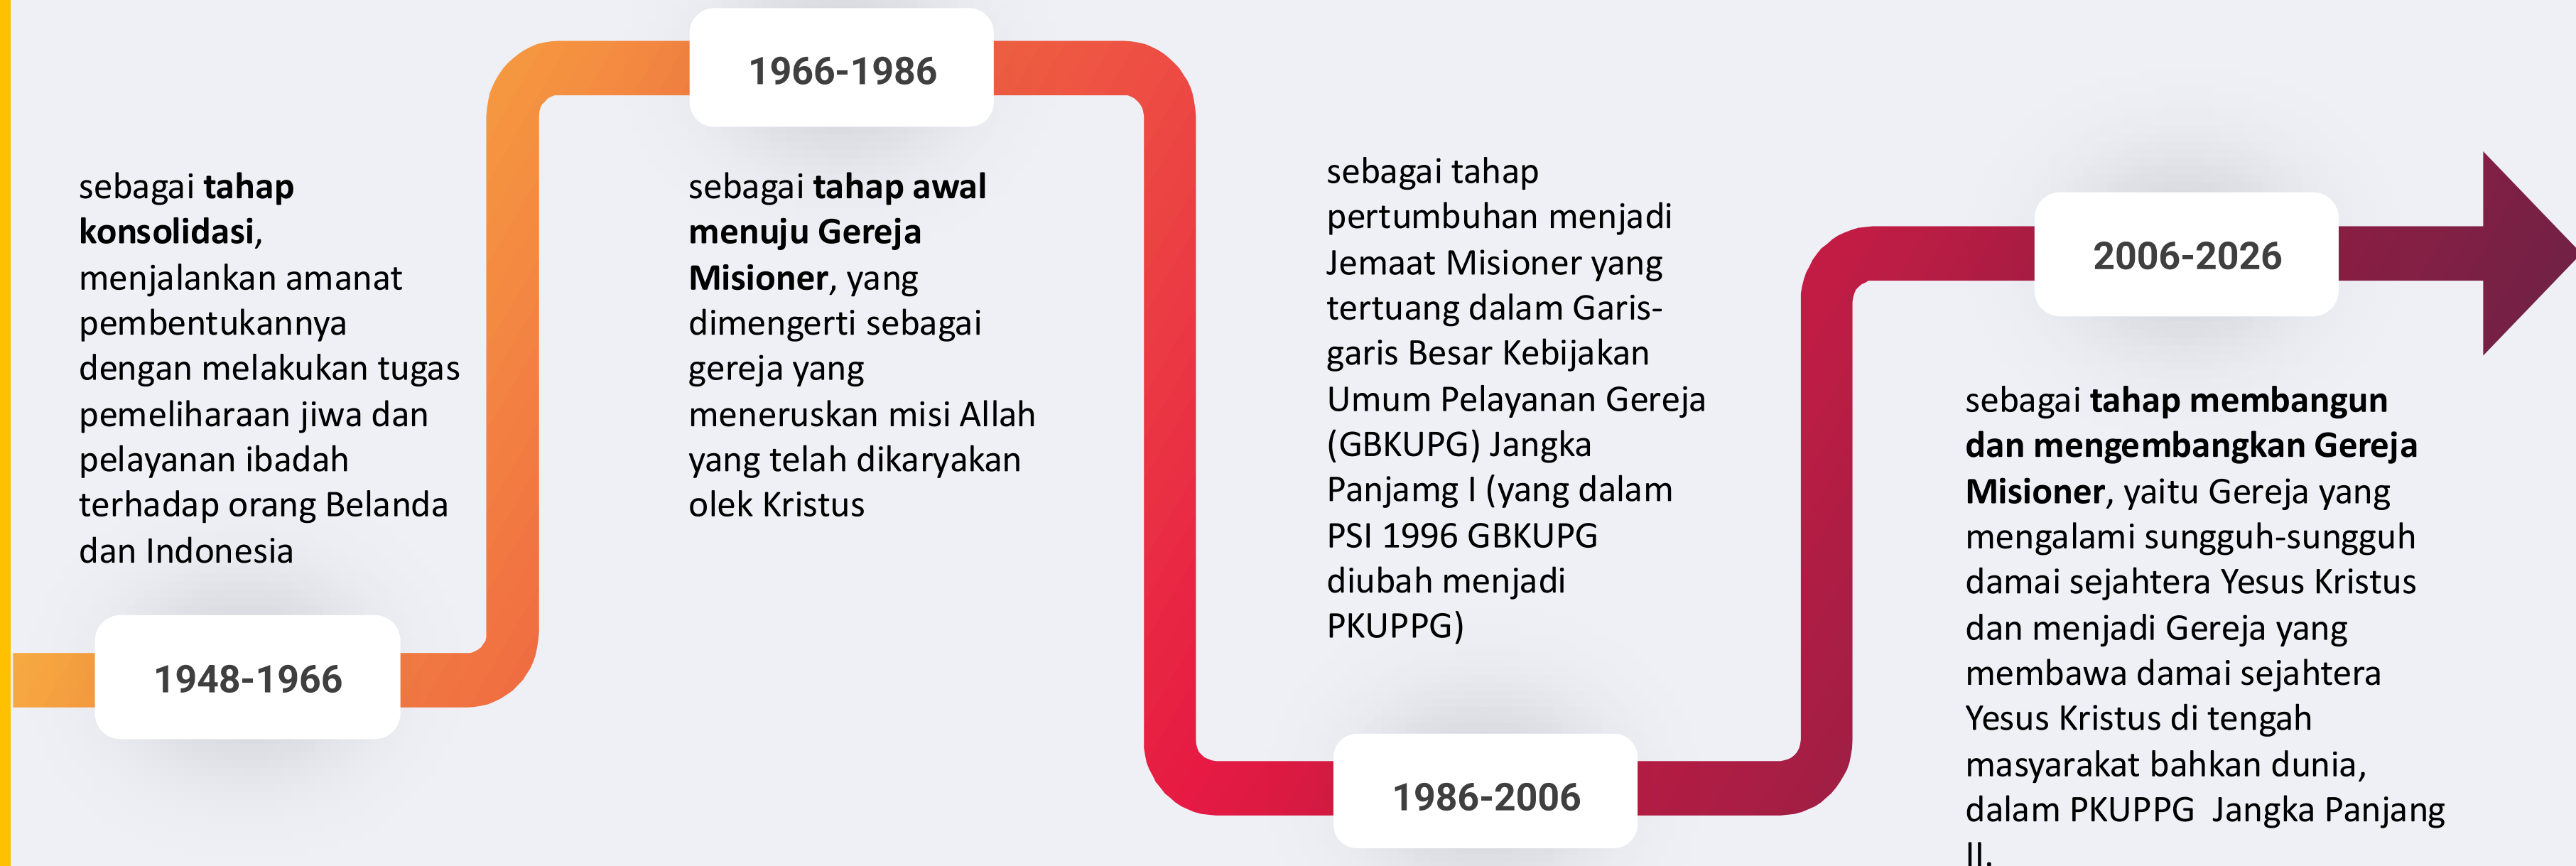 1948-1966
sebagai tahap
konsolidasi,
menjalankan amanat
pembentukannya
dengan melakukan tugas
pemeliharaan jiwa dan
pelayanan ibadah
terhadap orang Belanda
dan Indonesia
1966-1986
sebagai tahap awal
menuju Gereja
Misioner, yang
dimengerti sebagai
gereja yang
meneruskan misi Allah
yang telah dikaryakan
olek Kristus
1986-2006
sebagai tahap
pertumbuhan menjadi
Jemaat Misioner yang
tertuang dalam Garis-
garis Besar Kebijakan
Umum Pelayanan Gereja
(GBKUPG) Jangka
Panjamg I (yang dalam
PSI 1996 GBKUPG
diubah menjadi
PKUPPG)
2006-2026
sebagai tahap membangun
dan mengembangkan Gereja
Misioner, yaitu Gereja yang
mengalami sungguh-sungguh
damai sejahtera Yesus Kristus
dan menjadi Gereja yang
membawa damai sejahtera
Yesus Kristus di tengah
masyarakat bahkan dunia,
dalam PKUPPG  Jangka Panjang
II.